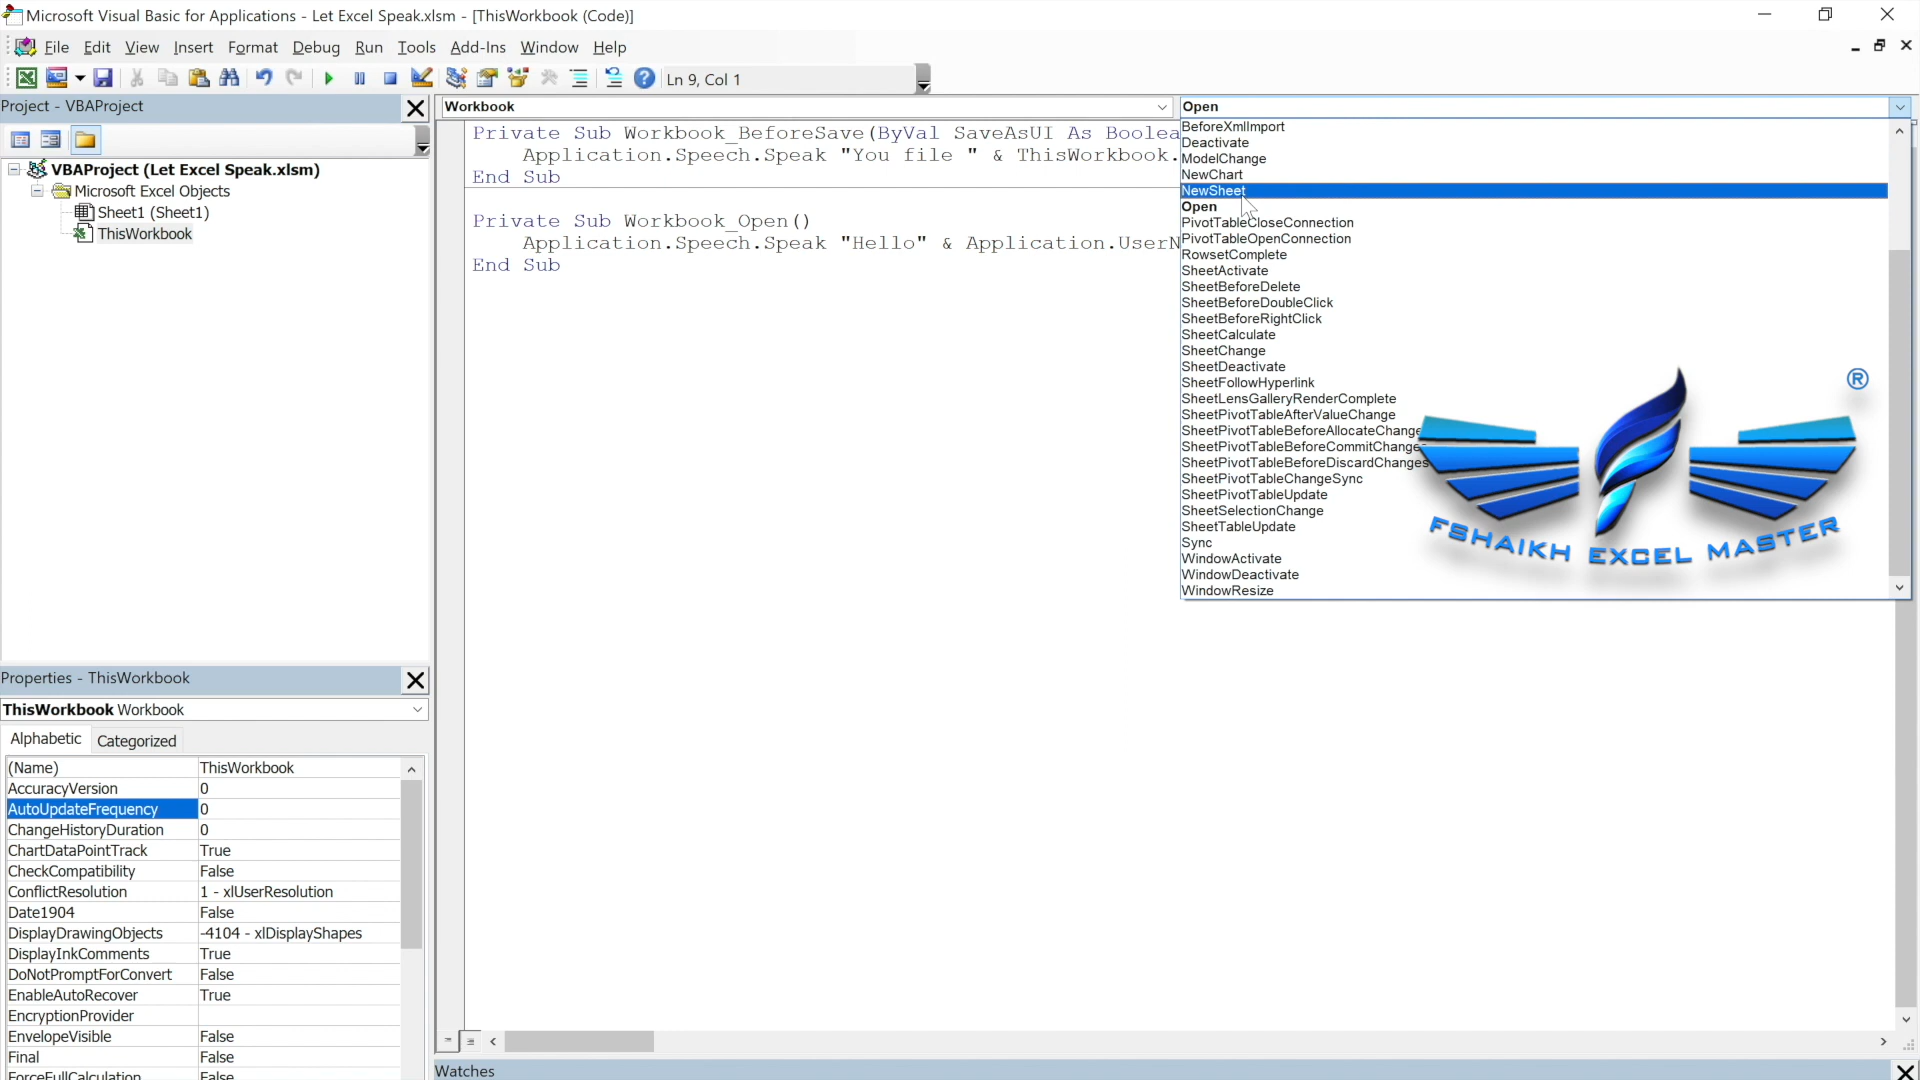 Microsoft Visual Basic for Applications - Let Excel Speak.xlsm - [ThisWorkbook (Code)]
File Edit View Insert Format Debug Run Tools Add-Ins Window Help
Ln 9, Col 1
Project - VBAProject
VBAProject (Let Excel Speak.xlsm)
Microsoft Excel Objects
Sheet1 (Sheet1)
ThisWorkbook
Workbook
Open
Private Sub Workbook_BeforeSave(ByVal SaveAsUI As Boolea
Application.Speech.Speak "You file " & ThisWorkbook.
End Sub
Private Sub Workbook_Open()
Application.Speech.Speak "Hello" & Application.UserN
End Sub
BeforeXmlImport
Deactivate
ModelChange
NewChart
NewSheet
Open
PivotTableCloseConnection
PivotTableOpenConnection
RowsetComplete
SheetActivate
SheetBeforeDelete
SheetBeforeDoubleClick
SheetBeforeRightClick
SheetCalculate
SheetChange
SheetDeactivate
SheetFollowHyperlink
SheetLensGalleryRenderComplete
SheetPivotTableAfterValueChange
SheetPivotTableBeforeAllocateChange
SheetPivotTableBeforeCommitChange
SheetPivotTableBeforeDiscardChanges
SheetPivotTableChangeSync
SheetPivotTableUpdate
SheetSelectionChange
SheetTableUpdate
Sync
WindowActivate
WindowDeactivate
WindowResize
®
FSHAIKH EXCEL MASTER
Properties - ThisWorkbook
ThisWorkbook Workbook
Alphabetic Categorized
(Name) ThisWorkbook
AccuracyVersion 0
AutoUpdateFrequency 0
ChangeHistoryDuration 0
ChartDataPointTrack True
CheckCompatibility False
ConflictResolution 1 - xlUserResolution
Date1904 False
DisplayDrawingObjects -4104 - xlDisplayShapes
DisplayInkComments True
DoNotPromptForConvert False
EnableAutoRecover True
EncryptionProvider
EnvelopeVisible False
Final False
ForceFullCalculation False
Watches